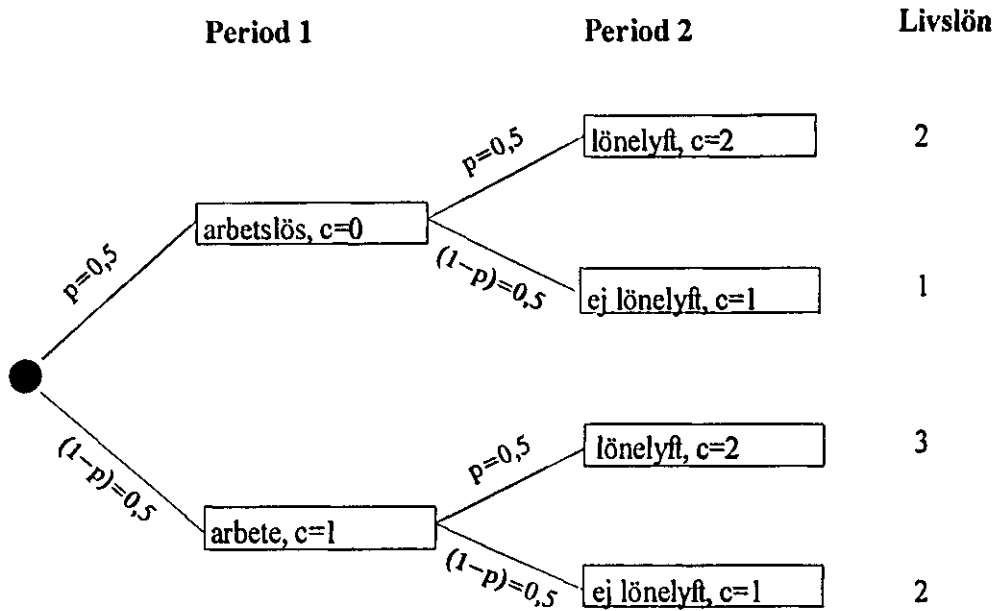 Period 1 Period 2 Livslön
p=0,5 lönelyft, c=2 2
arbetslös, c=0
p=0,5 (1-p)=0,5 ej lönelyft, c=1 1
(1-p)=0,5 p=0,5 lönelyft, c=2 3
arbete, c=1
(1-p)=0,5 ej lönelyft, c=1 2